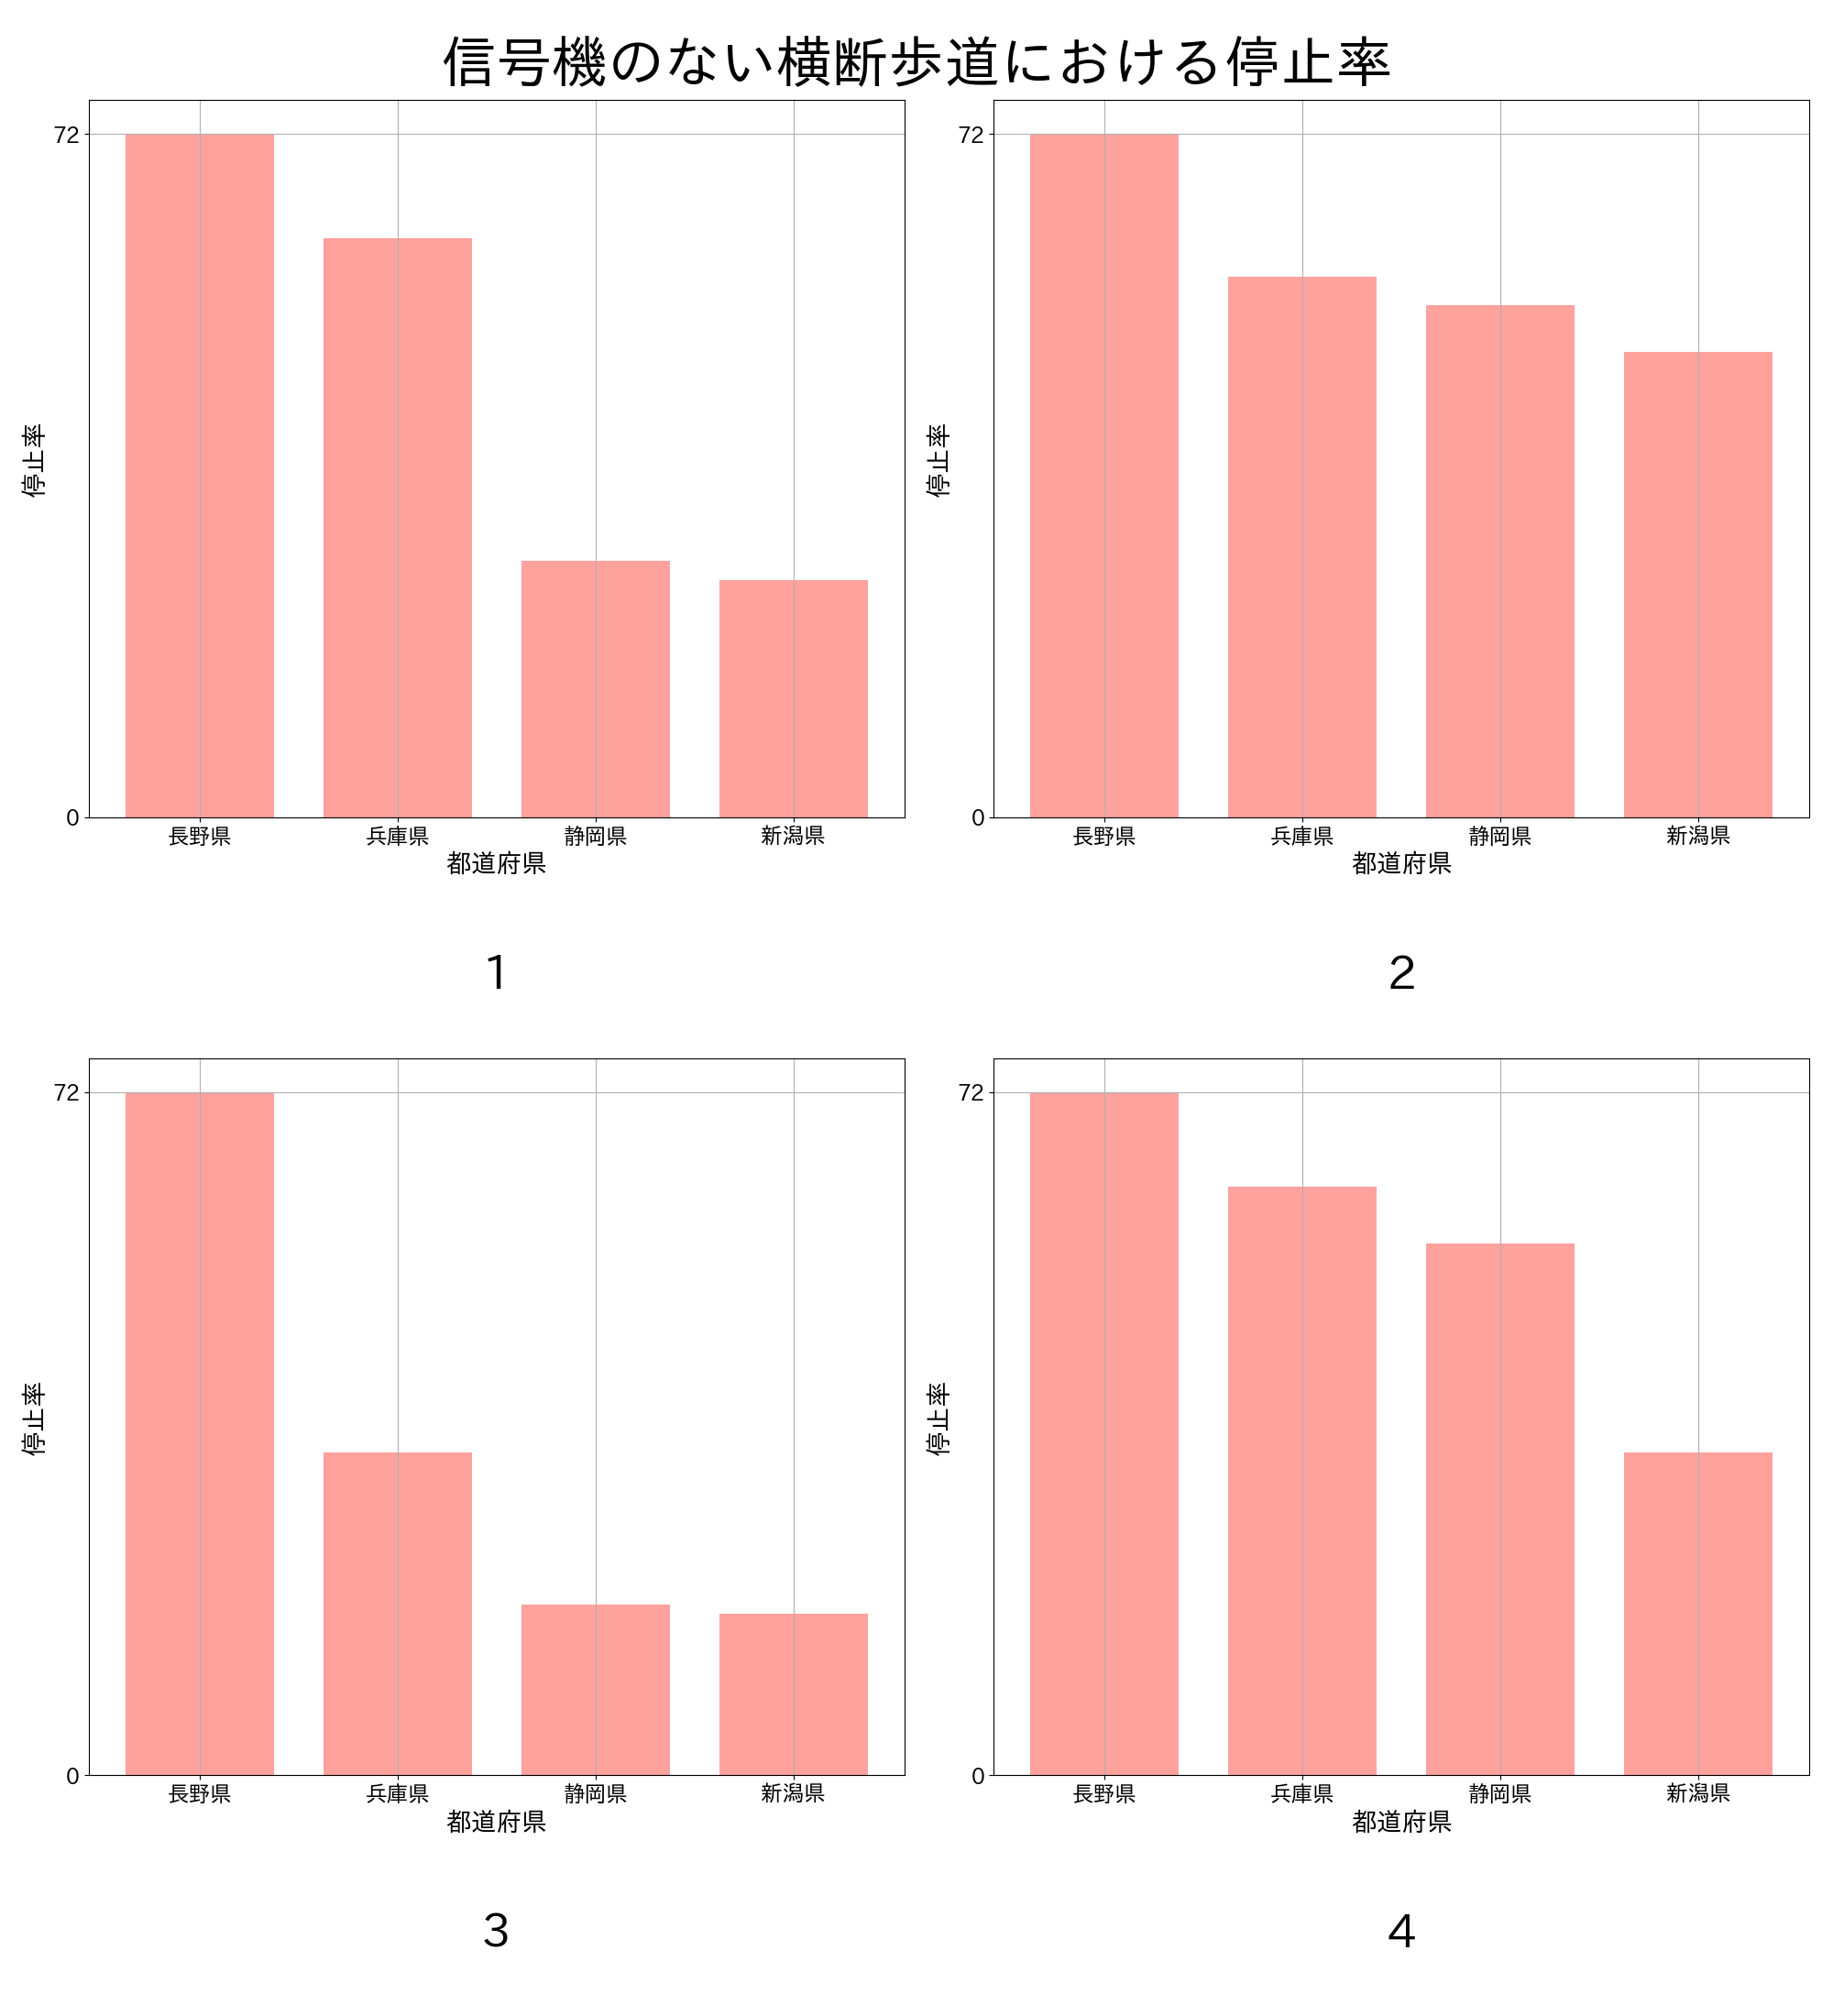 信号機のない横断歩道における停止率
72
0
停止率
長野県 兵庫県 静岡県 新潟県
都道府県
1
72
0
停止率
長野県 兵庫県 静岡県 新潟県
都道府県
2
72
0
停止率
長野県 兵庫県 静岡県 新潟県
都道府県
3
72
0
停止率
長野県 兵庫県 静岡県 新潟県
都道府県
4